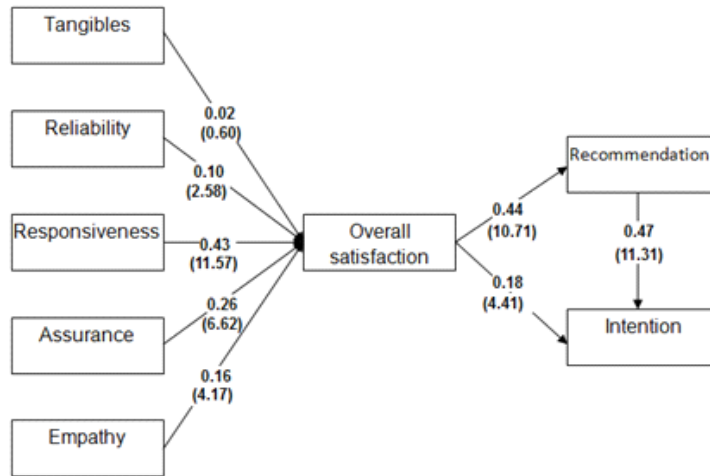 Tangibles
0.02
(0.60)
Reliability
0.10
(2.58)
Responsiveness
0.43
(11.57)
Assurance
0.26
(6.62)
Empathy
0.16
(4.17)
Overall
satisfaction
0.44
(10.71)
0.18
(4.41)
Recommendation
0.47
(11.31)
Intention